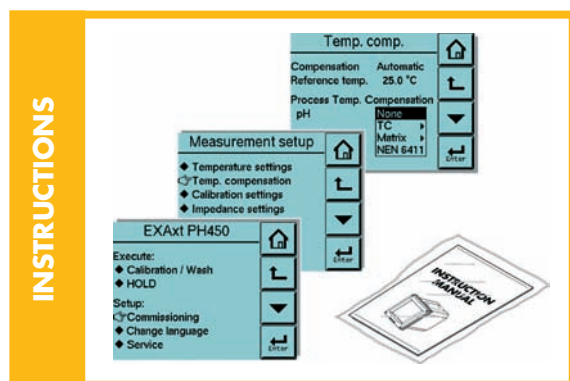 INSTRUCTIONS
Temp. comp.
Compensation Automatic
Reference temp. 25.0 °C
Process Temp. Compensation
pH None
TC
Matrix
NEN 6411
Enter
Measurement setup
Temperature settings
Temp. compensation
Calibration settings
Impedance settings
Enter
EXAxt PH450
Execute:
Calibration / Wash
HOLD
Setup:
Commissioning
Change language
Service
Enter
INSTRUCTION
MANUAL